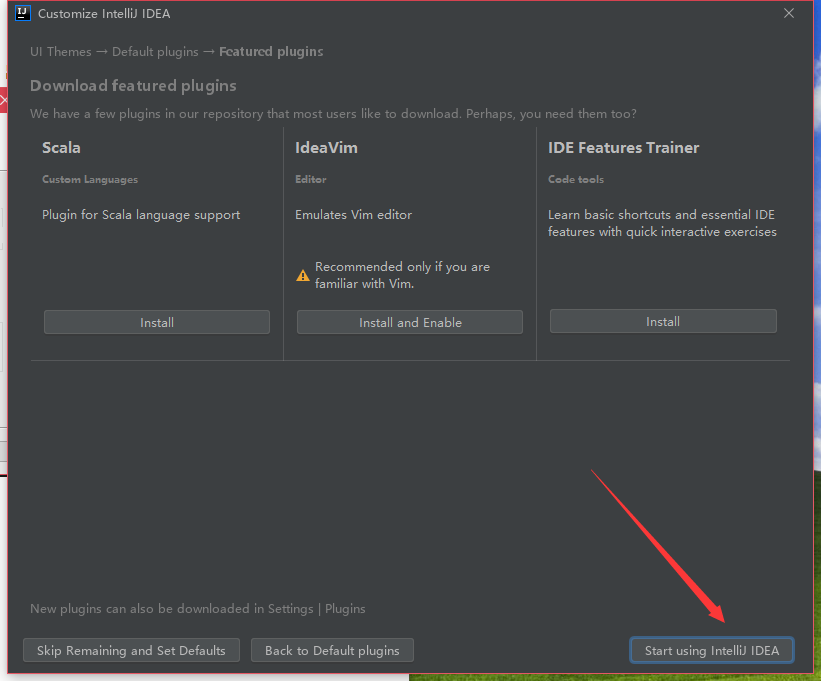 IJ
Customize IntelliJ IDEA
UI Themes → Default plugins → Featured plugins
Download featured plugins
We have a few plugins in our repository that most users like to download. Perhaps, you need them too?
Scala
Custom Languages
Plugin for Scala language support
Install
IdeaVim
Editor
Emulates Vim editor
Recommended only if you are
familiar with Vim.
Install and Enable
IDE Features Trainer
Code tools
Learn basic shortcuts and essential IDE
features with quick interactive exercises
Install
New plugins can also be downloaded in Settings | Plugins
Skip Remaining and Set Defaults
Back to Default plugins
Start using IntelliJ IDEA